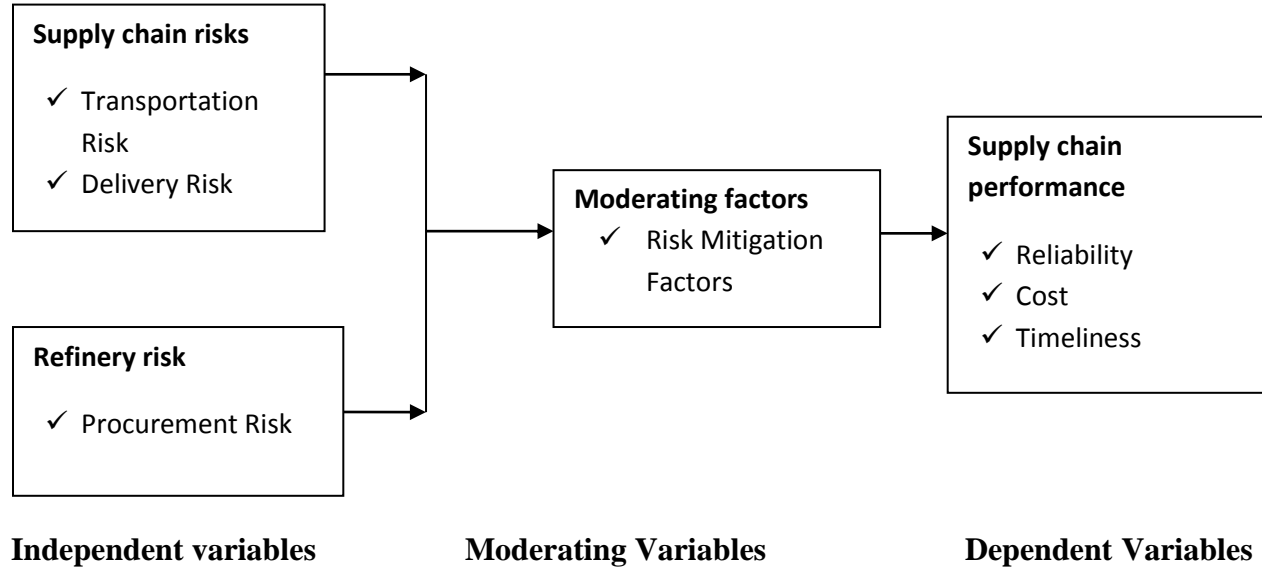 Supply chain risks
✓ Transportation
Risk
✓ Delivery Risk
Refinery risk
✓ Procurement Risk
Moderating factors
✓ Risk Mitigation
Factors
Supply chain
performance
✓ Reliability
✓ Cost
✓ Timeliness
Independent variables
Moderating Variables
Dependent Variables